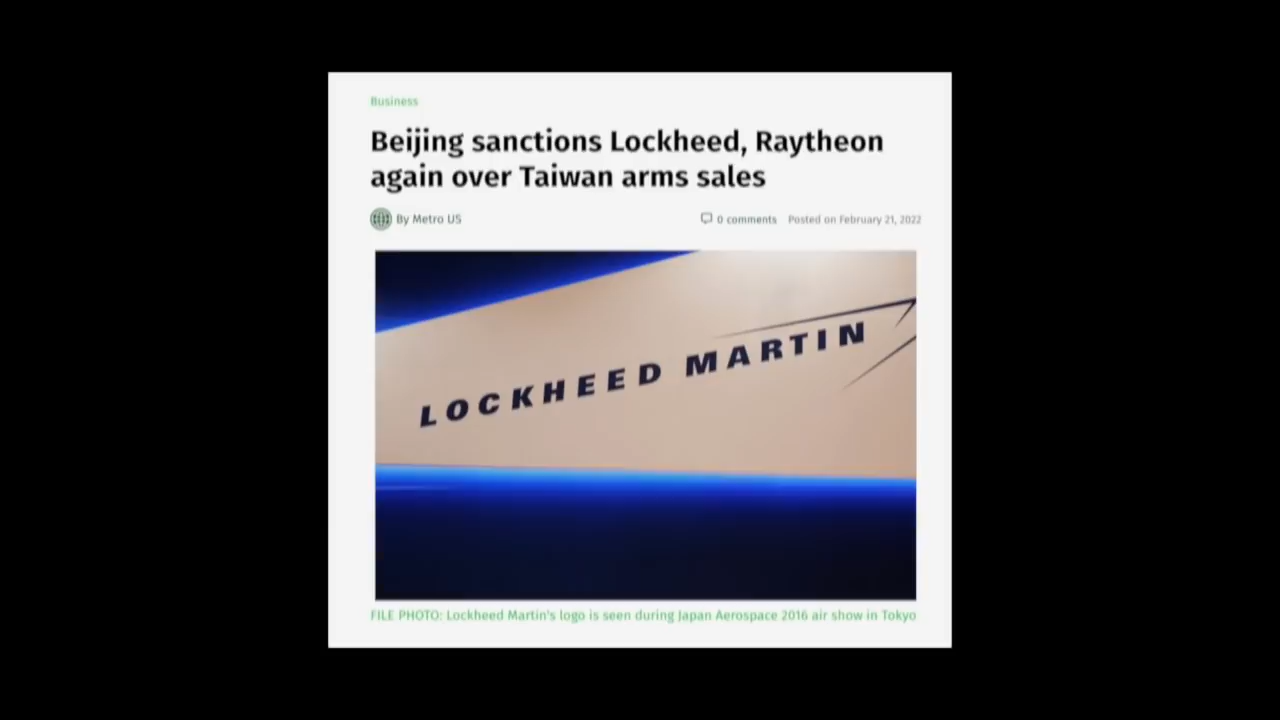 Business
Beijing sanctions Lockheed, Raytheon
again over Taiwan arms sales
By Metro US
0 comments Posted on February 21, 2022
LOCKHEED MARTIN
FILE PHOTO: Lockheed Martin's logo is seen during Japan Aerospace 2016 air show in Tokyo